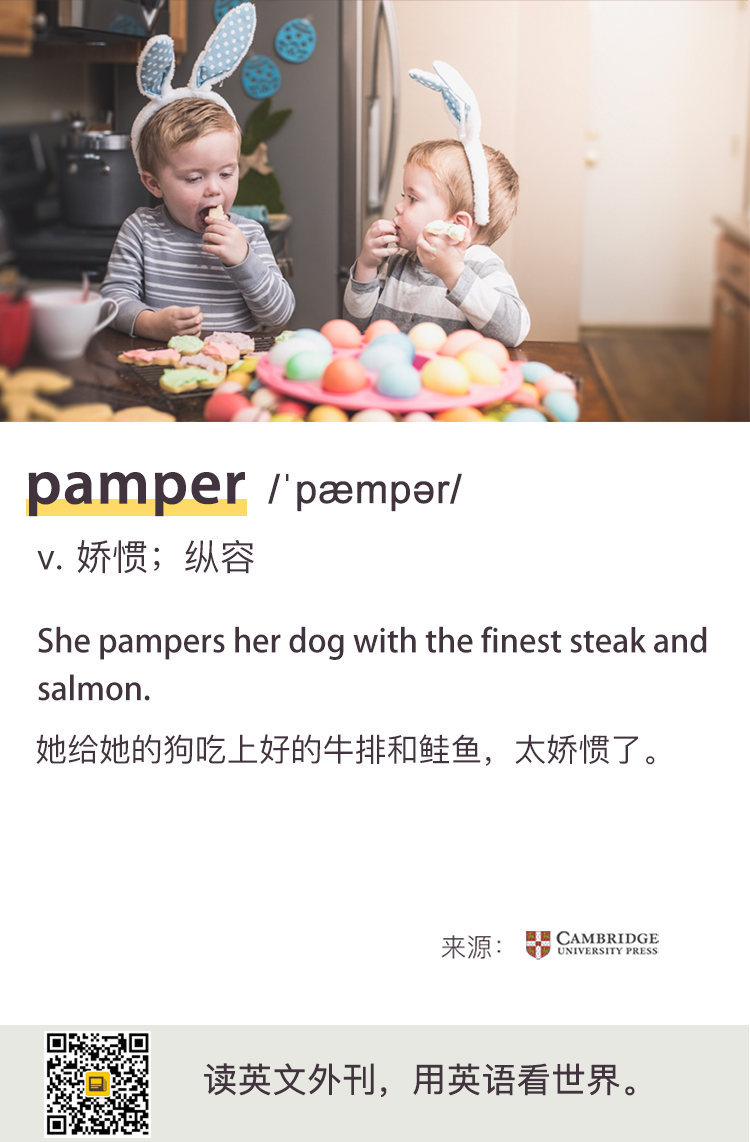 pamper /ˈpæmpər/
v. 娇惯；纵容
She pampers her dog with the finest steak and
salmon.
她给她的狗吃上好的牛排和鲑鱼，太娇惯了。
来源：CAMBRIDGE
UNIVERSITY PRESS
读英文外刊，用英语看世界。